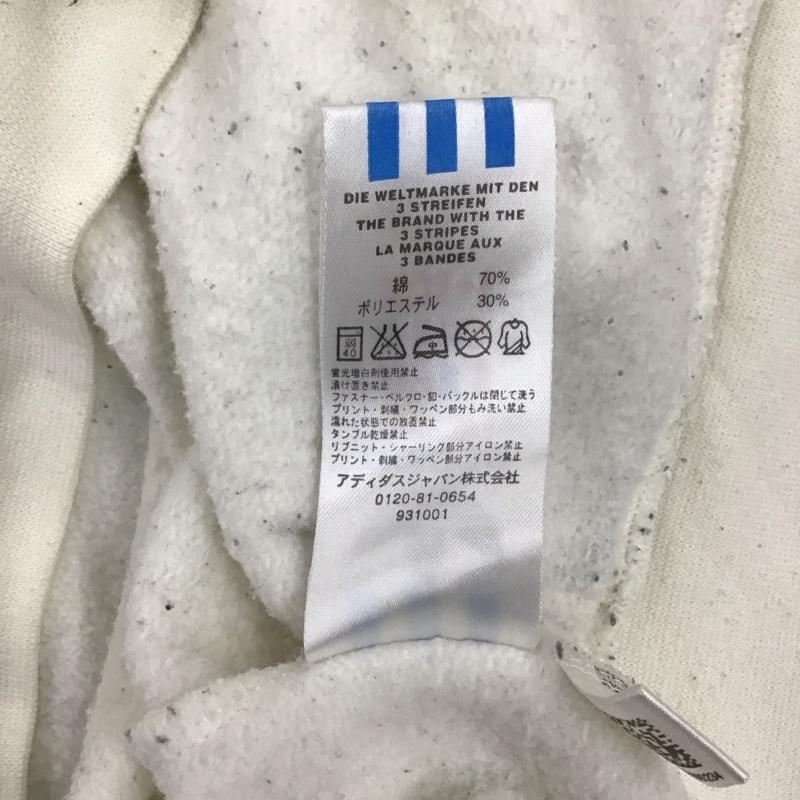 DIE WELTMARKE MIT DEN
3 STREIFEN
THE BRAND WITH THE
3 STRIPES
LA MARQUE AUX
3 BANDES
綿 70%
ポリエステル 30%
弱
40
中
蛍光増白剤使用禁止
漬け置き禁止
ファスナー・ベルクロ・釦・バックルは閉じて洗う
プリント・刺繍・ワッペン部分もみ洗い禁止
濡れた状態での放置禁止
タンブル乾燥禁止
リブニット・シャーリング部分アイロン禁止
プリント・刺繍・ワッペン部分アイロン禁止
アディダスジャパン株式会社
0120-81-0654
931001